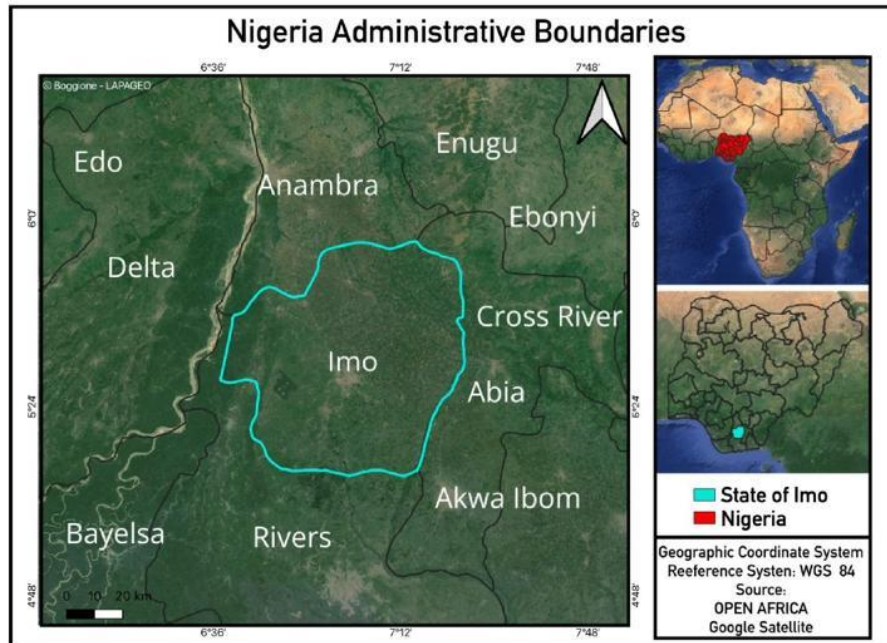 Nigeria Administrative Boundaries
6°36'
7°12'
7°48'
© Boggione - LAPAGEO
Enugu
Edo
Anambra
Ebonyi
6°0'
6°0'
Delta
Cross River
Imo
Abia
5°24'
5°24'
Akwa Ibom
Bayelsa
Rivers
4°48'
4°48'
0 10 20 km
6°36'
7°12'
7°48'
State of Imo
Nigeria
Geographic Coordinate System
Reeference Systen: WGS 84
Source:
OPEN AFRICA
Google Satellite